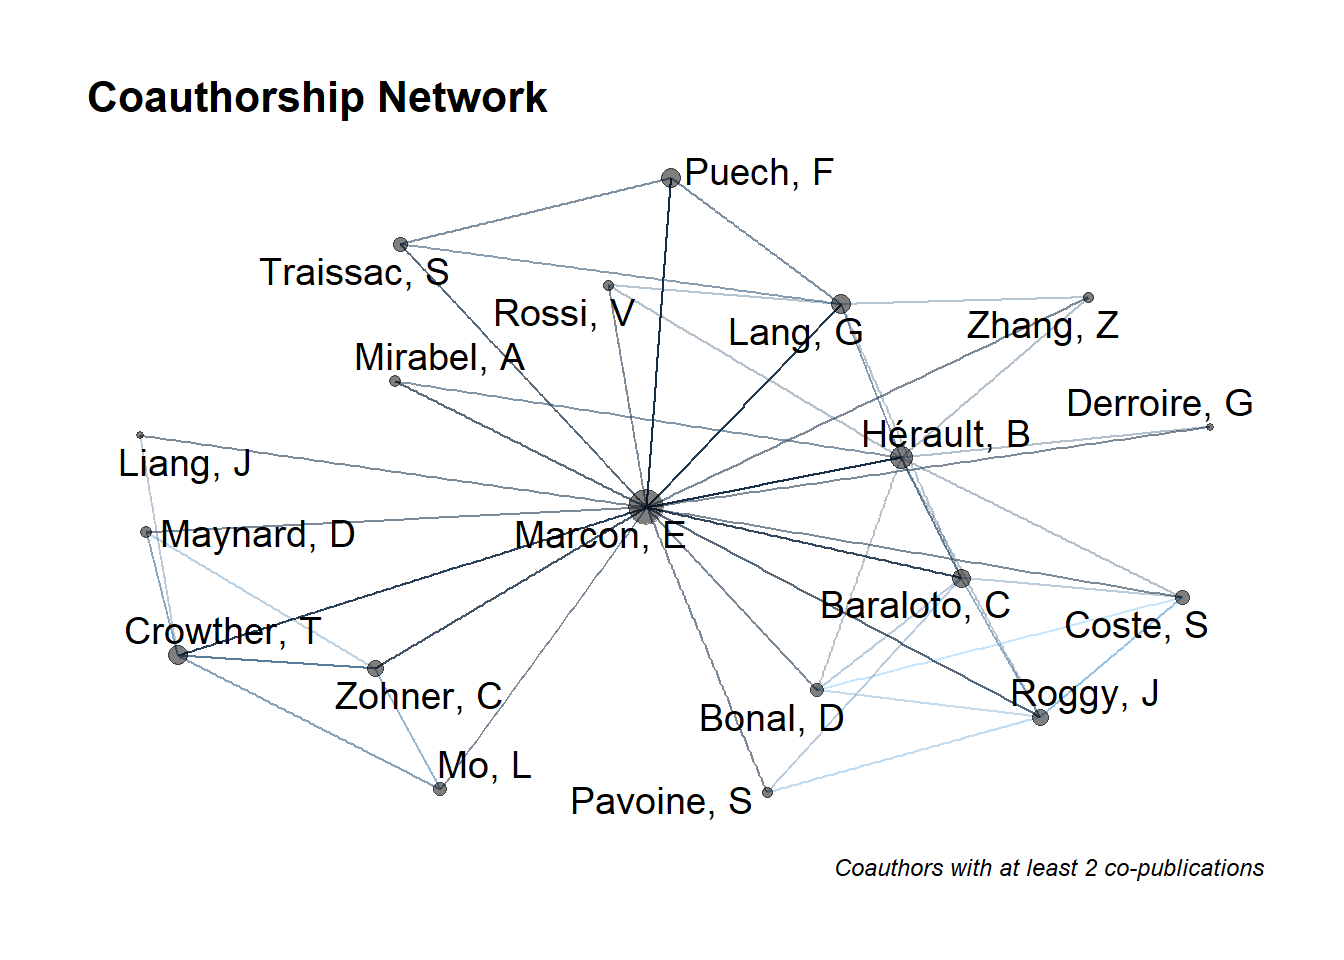 Coauthorship Network
Puech, F
Traissac, S
Rossi, V
Lang, G
Zhang, Z
Mirabel, A
Derroire, G
Hérault, B
Liang, J
Maynard, D
Marcon, E
Baraloto, C
Crowther, T
Coste, S
Zohner, C
Roggy, J
Bonal, D
Mo, L
Pavoine, S
Coauthors with at least 2 co-publications